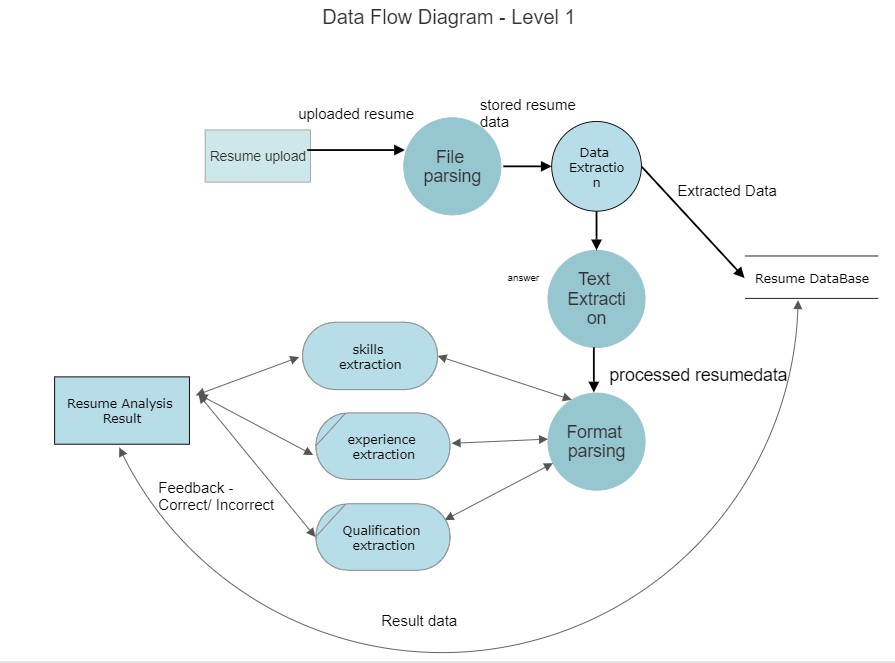 Data Flow Diagram - Level 1
uploaded resume
stored resume
data
Resume upload
File
parsing
Data
Extractio
n
Extracted Data
Resume DataBase
answer
Text
Extracti
on
processed resumedata
skills
extraction
Resume Analysis
Result
experience
extraction
Format
parsing
Feedback -
Correct/ Incorrect
Qualification
extraction
Result data